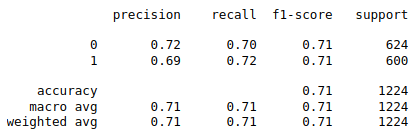 precision recall f1-score support
0 0.72 0.70 0.71 624
1 0.69 0.72 0.71 600
accuracy 0.71 1224
macro avg 0.71 0.71 0.71 1224
weighted avg 0.71 0.71 0.71 1224